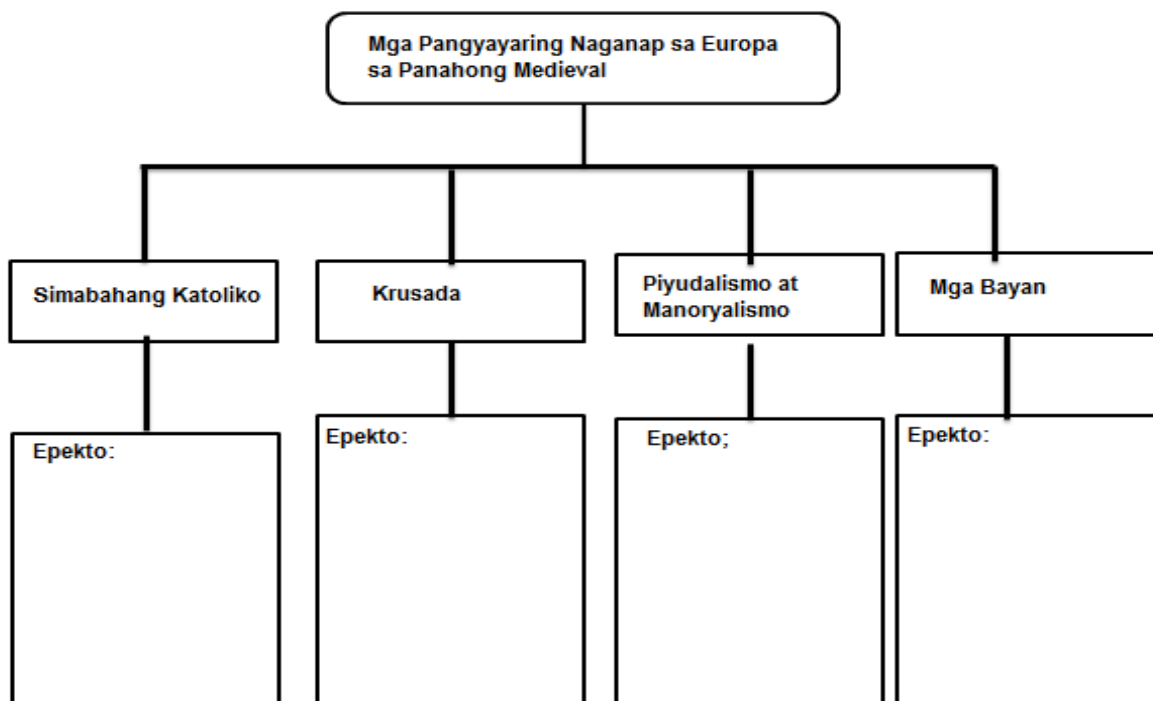 Mga Pangyayaring Naganap sa Europa
sa Panahong Medieval
Simabahang Katoliko
Krusada
Piyudalismo at
Manoryalismo
Mga Bayan
Epekto:
Epekto:
Epekto;
Epekto: